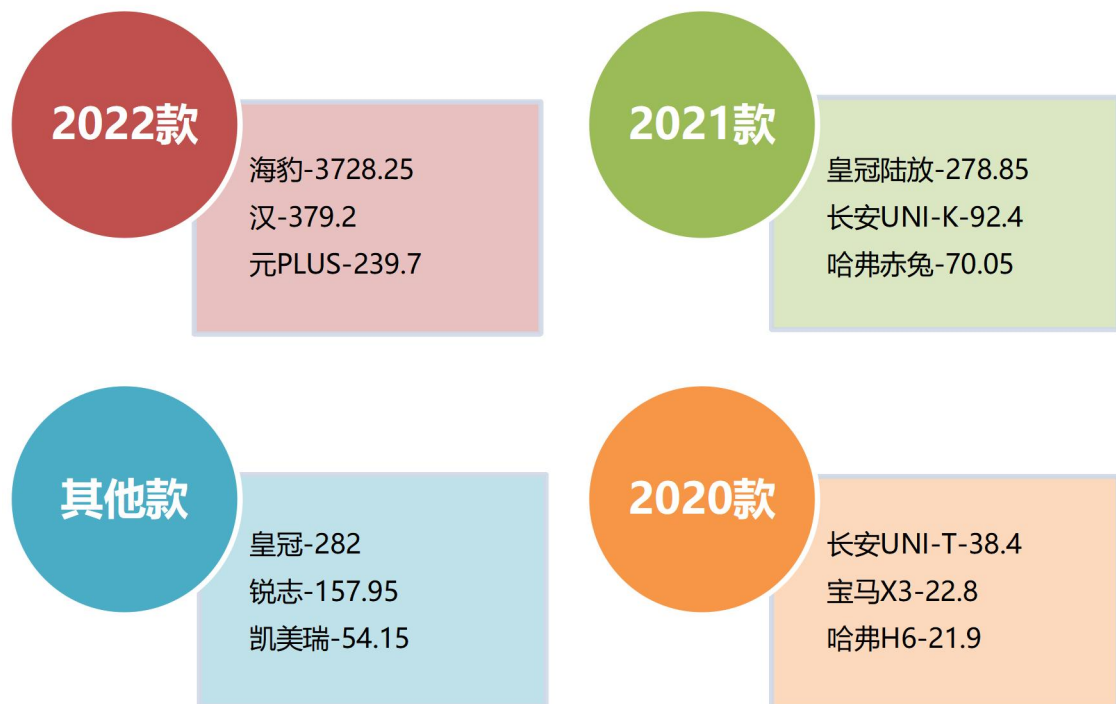 2022款
海豹-3728.25
汉-379.2
元PLUS-239.7
2021款
皇冠陆放-278.85
长安UNI-K-92.4
哈弗赤兔-70.05
其他款
皇冠-282
锐志-157.95
凯美瑞-54.15
2020款
长安UNI-T-38.4
宝马X3-22.8
哈弗H6-21.9